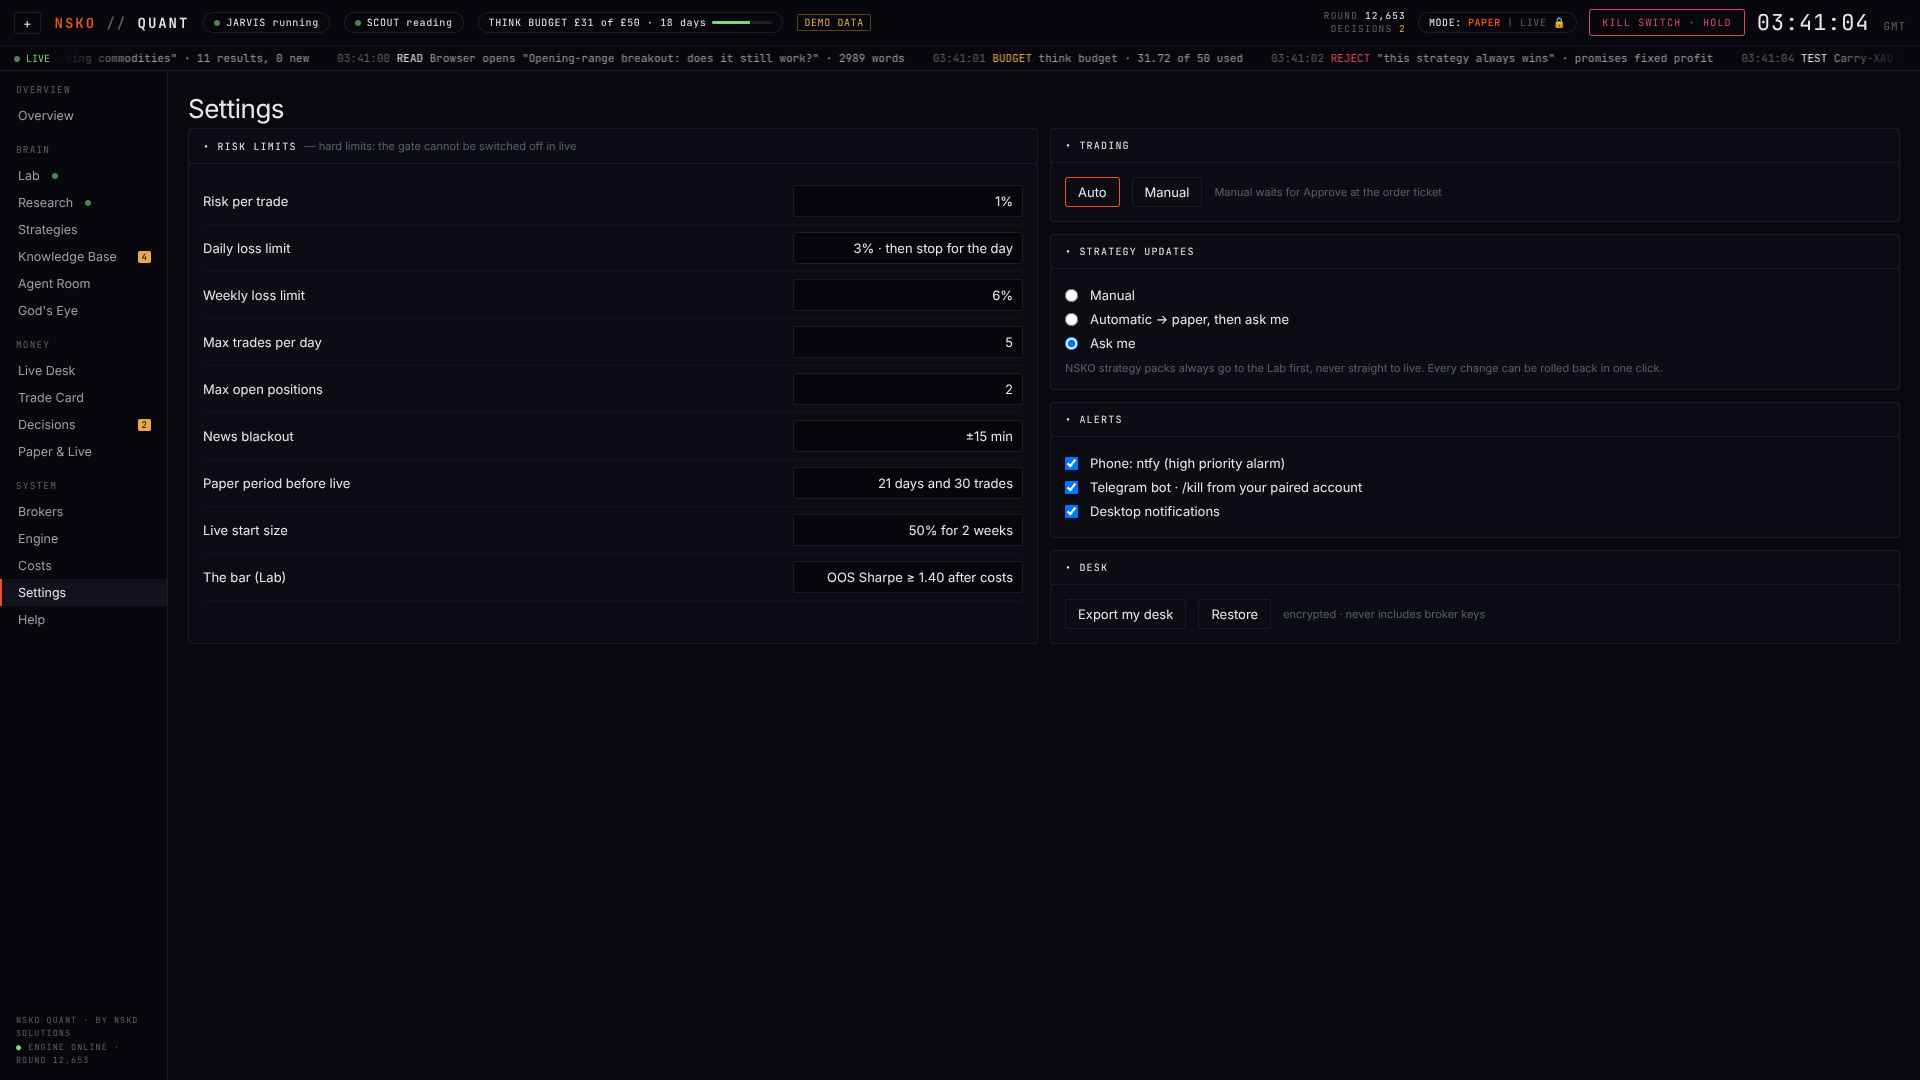 + NSKO // QUANT
JARVIS running
SCOUT reading
THINK BUDGET £31 of £50 · 18 days
DEMO DATA
ROUND 12,653
DECISIONS 2
MODE: PAPER | LIVE 🔒
KILL SWITCH · HOLD
03:41:04 GMT
LIVE
hing commodities" · 11 results, 0 new
03:41:00 READ Browser opens "Opening-range breakout: does it still work?" · 2989 words
03:41:01 BUDGET think budget · 31.72 of 50 used
03:41:02 REJECT "this strategy always wins" · promises fixed profit
03:41:04 TEST Carry-XAU
OVERVIEW
Overview
BRAIN
Lab
Research
Strategies
Knowledge Base 4
Agent Room
God's Eye
MONEY
Live Desk
Trade Card
Decisions 2
Paper & Live
SYSTEM
Brokers
Engine
Costs
Settings
Help
NSKO QUANT · BY NSKO
SOLUTIONS
ENGINE ONLINE ·
ROUND 12,653
Settings
· RISK LIMITS — hard limits: the gate cannot be switched off in live
Risk per trade 1%
Daily loss limit 3% · then stop for the day
Weekly loss limit 6%
Max trades per day 5
Max open positions 2
News blackout ±15 min
Paper period before live 21 days and 30 trades
Live start size 50% for 2 weeks
The bar (Lab) OOS Sharpe ≥ 1.40 after costs
· TRADING
Auto Manual Manual waits for Approve at the order ticket
· STRATEGY UPDATES
Manual
Automatic → paper, then ask me
Ask me
NSKO strategy packs always go to the Lab first, never straight to live. Every change can be rolled back in one click.
· ALERTS
Phone: ntfy (high priority alarm)
Telegram bot · /kill from your paired account
Desktop notifications
· DESK
Export my desk Restore encrypted · never includes broker keys